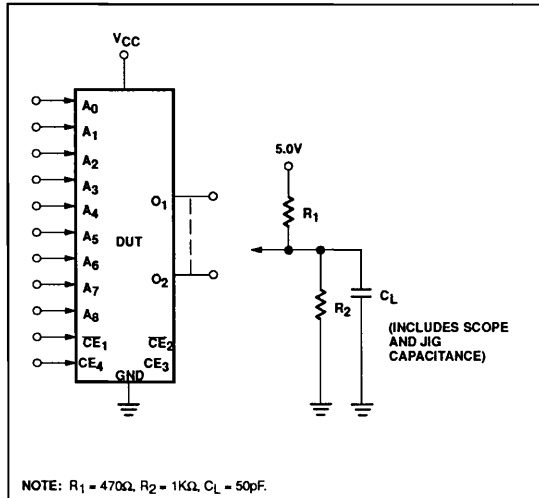 VCC
A0
A1
A2
A3
A4
A5
A6
A7
A8
CE1
CE4
DUT
O1
O2
CE2
CE3
GND
5.0V
R1
R2
CL
(INCLUDES SCOPE
AND JIG
CAPACITANCE)
NOTE: R1 = 470Ω, R2 = 1KΩ, CL = 50pF.